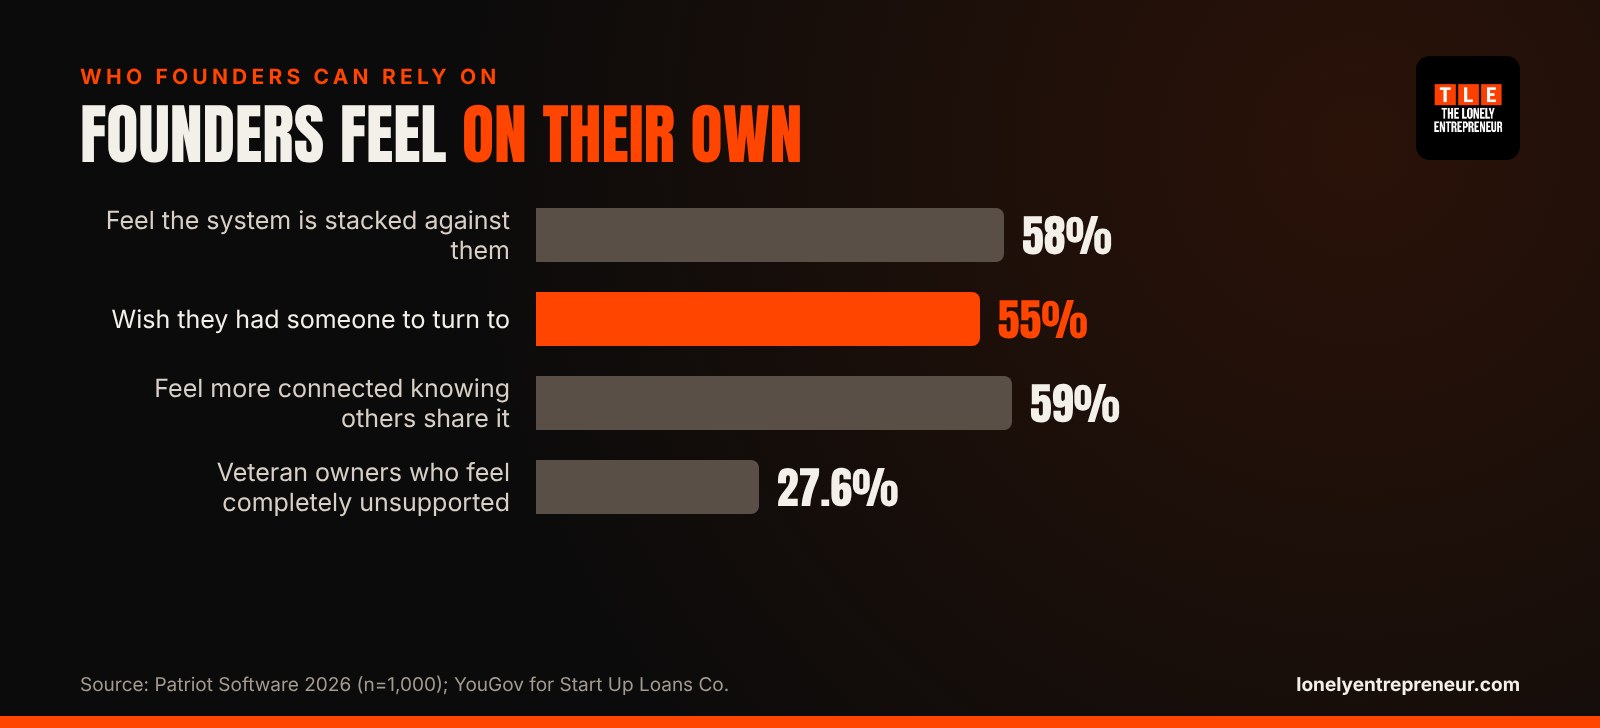 WHO FOUNDERS CAN RELY ON
FOUNDERS FEEL ON THEIR OWN
TLE
THE LONELY
ENTREPRENEUR
Feel the system is stacked against
them
58%
Wish they had someone to turn to
55%
Feel more connected knowing
others share it
59%
Veteran owners who feel
completely unsupported
27.6%
Source: Patriot Software 2026 (n=1,000); YouGov for Start Up Loans Co.
lonelyentrepreneur.com